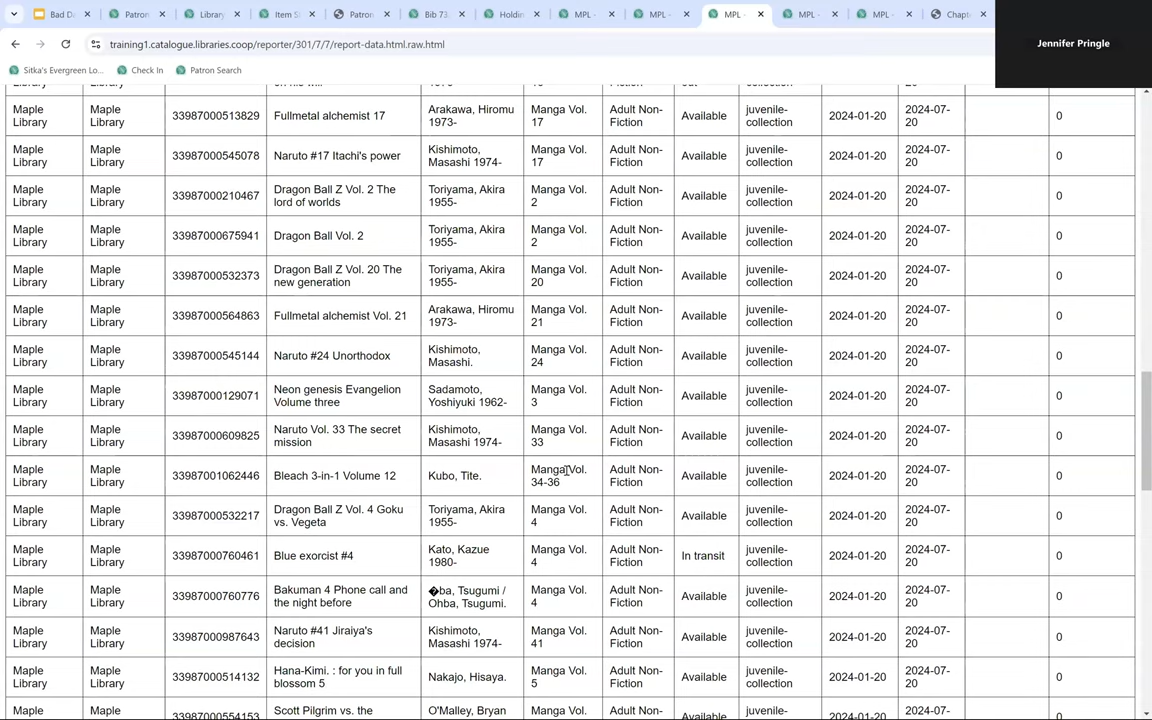 Bad D
Patron
Library
Item S
Patron
Bib 73
Holdin
MPL -
MPL -
MPL -
MPL -
MPL -
Chapt
Jennifer Pringle
training1.catalogue.libraries.coop/reporter/301/7/7/report-data.html.raw.html
Sitka's Evergreen Lo... Check In Patron Search
Maple Library 33987000513829 Fullmetal alchemist 17 Arakawa, Hiromu 1973- Manga Vol. 17 Adult Non-Fiction Available juvenile-collection 2024-01-20 2024-07-20 0
Maple Library Maple Library 33987000545078 Naruto #17 Itachi's power Kishimoto, Masashi 1974- Manga Vol. 17 Adult Non-Fiction Available juvenile-collection 2024-01-20 2024-07-20 0
Maple Library Maple Library 33987000210467 Dragon Ball Z Vol. 2 The lord of worlds Toriyama, Akira 1955- Manga Vol. 2 Adult Non-Fiction Available juvenile-collection 2024-01-20 2024-07-20 0
Maple Library Maple Library 33987000675941 Dragon Ball Vol. 2 Toriyama, Akira 1955- Manga Vol. 2 Adult Non-Fiction Available juvenile-collection 2024-01-20 2024-07-20 0
Maple Library Maple Library 33987000532373 Dragon Ball Z Vol. 20 The new generation Toriyama, Akira 1955- Manga Vol. 20 Adult Non-Fiction Available juvenile-collection 2024-01-20 2024-07-20 0
Maple Library Maple Library 33987000564863 Fullmetal alchemist Vol. 21 Arakawa, Hiromu 1973- Manga Vol. 21 Adult Non-Fiction Available juvenile-collection 2024-01-20 2024-07-20 0
Maple Library Maple Library 33987000545144 Naruto #24 Unorthodox Kishimoto, Masashi. Manga Vol. 24 Adult Non-Fiction Available juvenile-collection 2024-01-20 2024-07-20 0
Maple Library Maple Library 33987000129071 Neon genesis Evangelion Volume three Sadamoto, Yoshiyuki 1962- Manga Vol. 3 Adult Non-Fiction Available juvenile-collection 2024-01-20 2024-07-20 0
Maple Library Maple Library 33987000609825 Naruto Vol. 33 The secret mission Kishimoto, Masashi 1974- Manga Vol. 33 Adult Non-Fiction Available juvenile-collection 2024-01-20 2024-07-20 0
Maple Library Maple Library 33987001062446 Bleach 3-in-1 Volume 12 Kubo, Tite. Manga Vol. 34-36 Adult Non-Fiction Available juvenile-collection 2024-01-20 2024-07-20 0
Maple Library Maple Library 33987000532217 Dragon Ball Z Vol. 4 Goku vs. Vegeta Toriyama, Akira 1955- Manga Vol. 4 Adult Non-Fiction Available juvenile-collection 2024-01-20 2024-07-20 0
Maple Library Maple Library 33987000760461 Blue exorcist #4 Kato, Kazue 1980- Manga Vol. 4 Adult Non-Fiction In transit juvenile-collection 2024-01-20 2024-07-20 0
Maple Library Maple Library 33987000760776 Bakuman 4 Phone call and the night before �ba, Tsugumi / Ohba, Tsugumi. Manga Vol. 4 Adult Non-Fiction Available juvenile-collection 2024-01-20 2024-07-20 0
Maple Library Maple Library 33987000987643 Naruto #41 Jiraiya's decision Kishimoto, Masashi 1974- Manga Vol. 41 Adult Non-Fiction Available juvenile-collection 2024-01-20 2024-07-20 0
Maple Library Maple Library 33987000514132 Hana-Kimi. : for you in full blossom 5 Nakajo, Hisaya. Manga Vol. 5 Adult Non-Fiction Available juvenile-collection 2024-01-20 2024-07-20 0
Maple Maple 33987000554153 Scott Pilgrim vs. the O'Malley, Bryan Manga Vol. Adult Non- Available juvenile- 2024-01-20 2024-07- 0